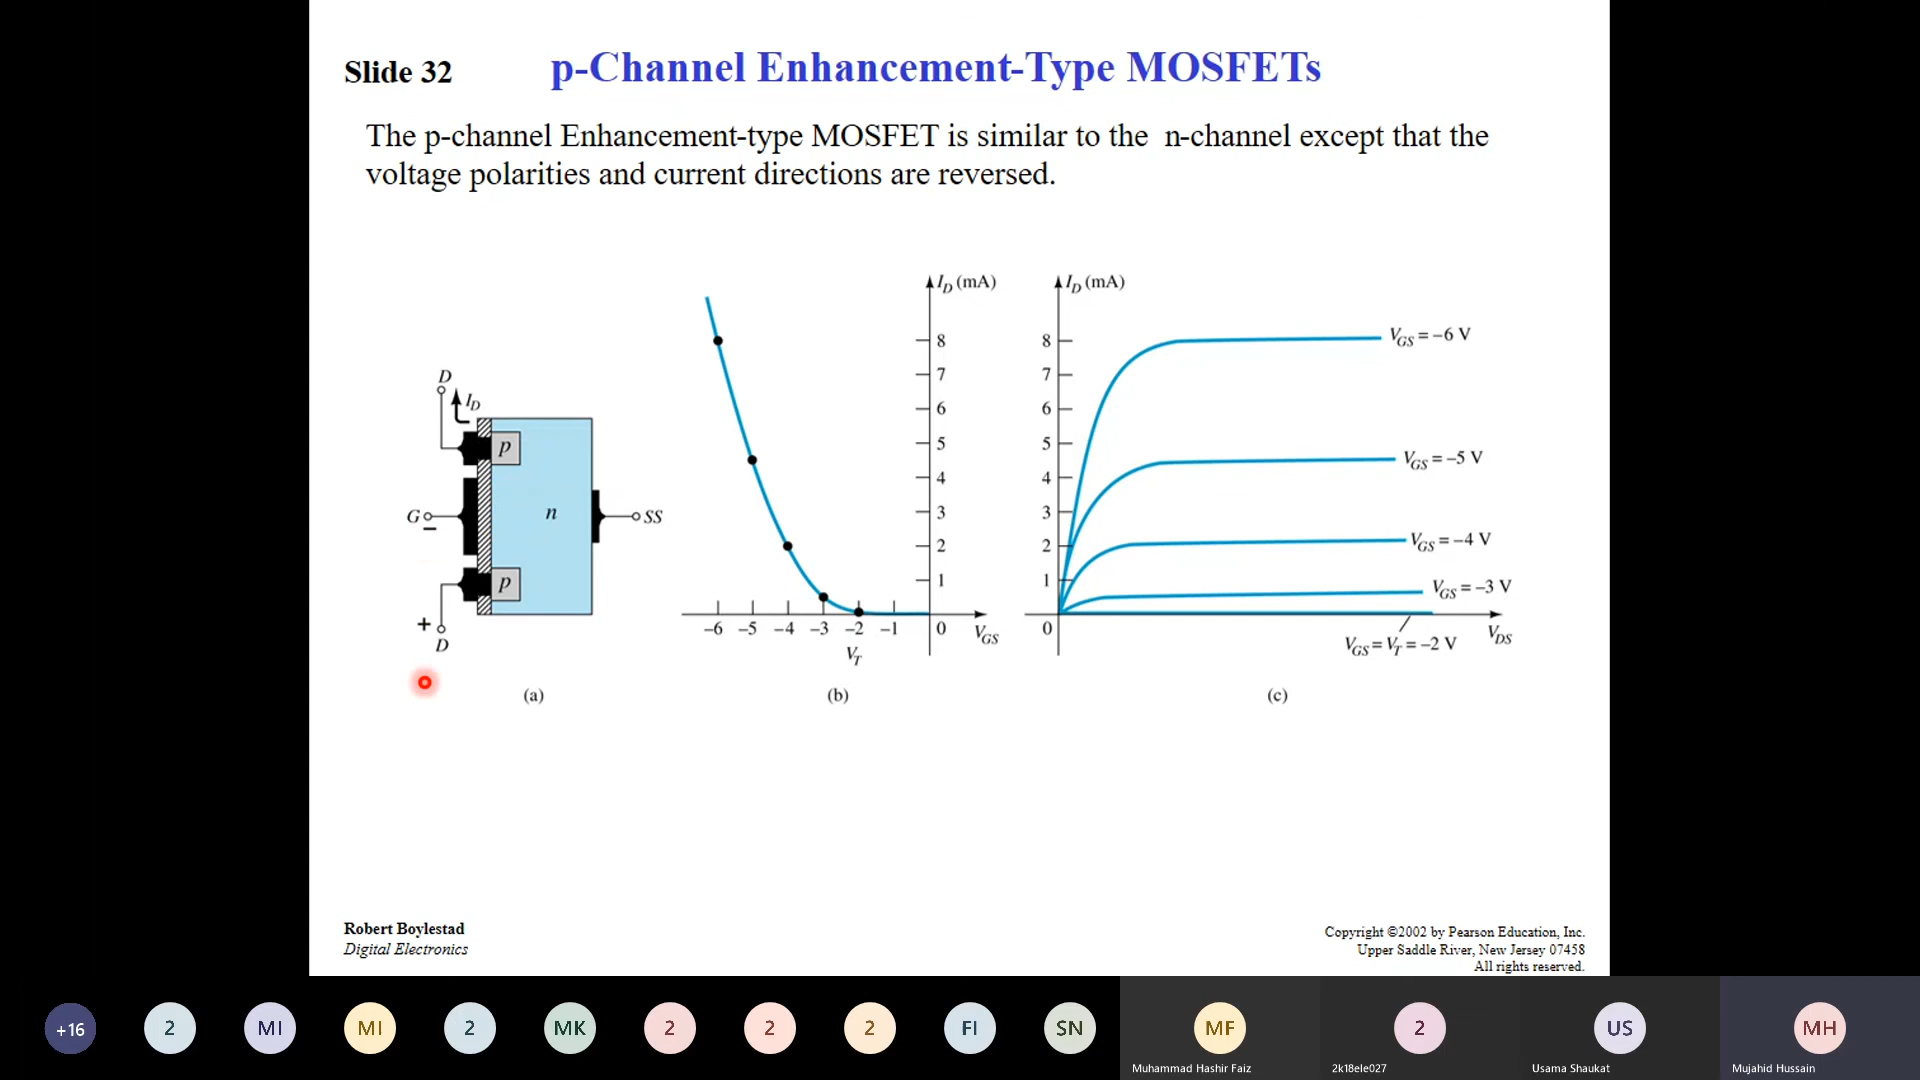 Slide 32
p-Channel Enhancement-Type MOSFETs
The p-channel Enhancement-type MOSFET is similar to the n-channel except that the
voltage polarities and current directions are reversed.
D
I_D
p
G
–
n
SS
p
+
D
(a)
I_D (mA)
8
7
6
5
4
3
2
1
0
–6 –5 –4 –3 –2 –1
V_T
V_GS
(b)
I_D (mA)
8
7
6
5
4
3
2
1
0
V_GS = –6 V
V_GS = –5 V
V_GS = –4 V
V_GS = –3 V
V_GS = V_T = –2 V
V_DS
(c)
Robert Boylestad
Digital Electronics
Copyright ©2002 by Pearson Education, Inc.
Upper Saddle River, New Jersey 07458
All rights reserved.
+16 2 MI MI 2 MK 2 2 2 FI SN MF 2 US MH
Muhammad Hashir Faiz 2k18ele027 Usama Shaukat Mujahid Hussain